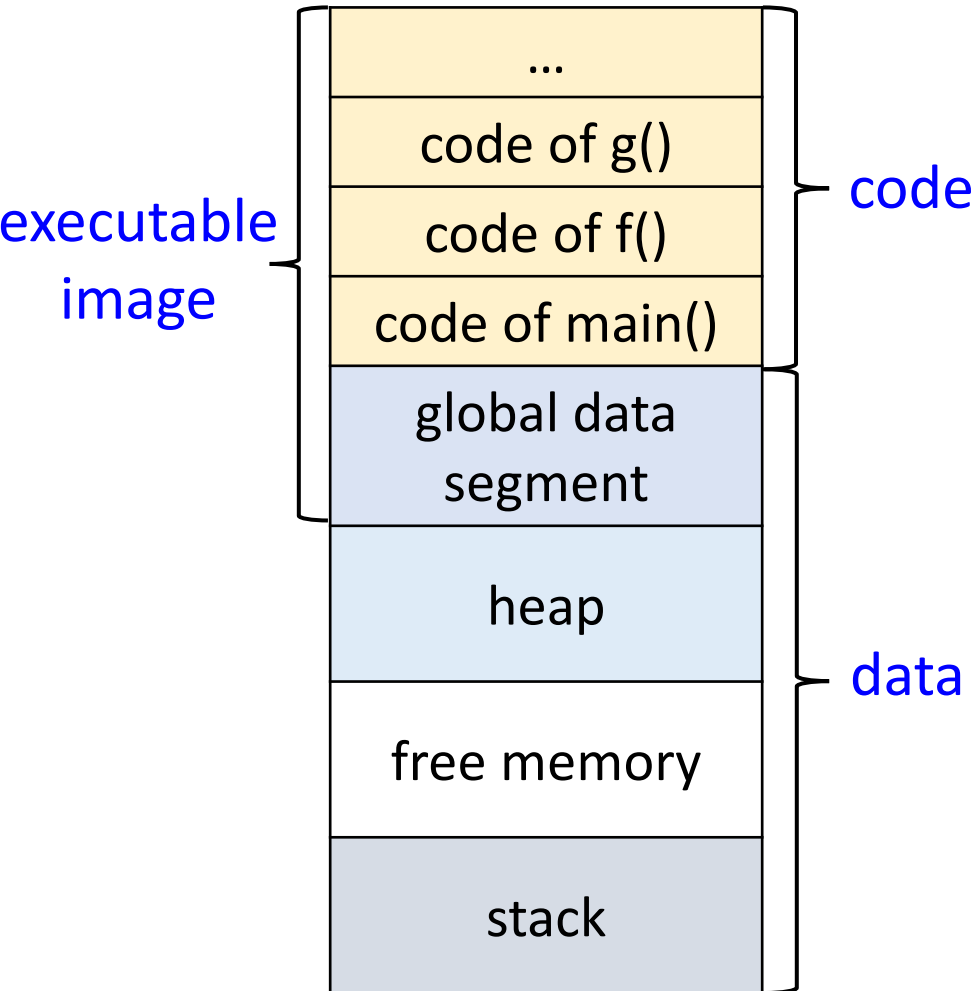 ...
code of g()
code
executable
image
code of f()
code of main()
global data
segment
heap
data
free memory
stack